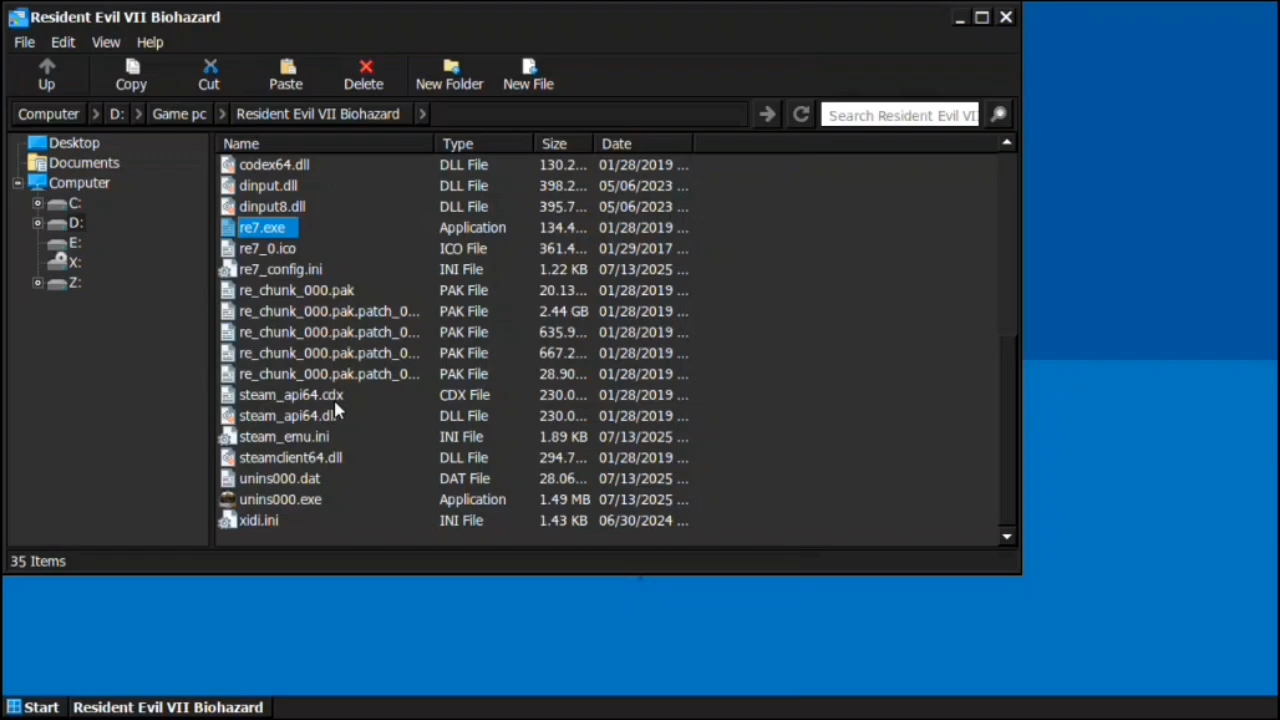 Resident Evil VII Biohazard
File Edit View Help
Up Copy Cut Paste Delete New Folder New File
Computer D: Game pc Resident Evil VII Biohazard Search Resident Evil VI
Desktop
Documents
Computer
C:
D:
E:
X:
Z:
Name Type Size Date
codex64.dll DLL File 130.2... 01/28/2019 ...
dinput.dll DLL File 398.2... 05/06/2023 ...
dinput8.dll DLL File 395.7... 05/06/2023 ...
re7.exe Application 134.4... 01/28/2019 ...
re7_0.ico ICO File 361.4... 01/29/2017 ...
re7_config.ini INI File 1.22 KB 07/13/2025 ...
re_chunk_000.pak PAK File 20.13... 01/28/2019 ...
re_chunk_000.pak.patch_0... PAK File 2.44 GB 01/28/2019 ...
re_chunk_000.pak.patch_0... PAK File 635.9... 01/28/2019 ...
re_chunk_000.pak.patch_0... PAK File 667.2... 01/28/2019 ...
re_chunk_000.pak.patch_0... PAK File 28.90... 01/28/2019 ...
steam_api64.cdx CDX File 230.0... 01/28/2019 ...
steam_api64.dll DLL File 230.0... 01/28/2019 ...
steam_emu.ini INI File 1.89 KB 07/13/2025 ...
steamclient64.dll DLL File 294.7... 01/28/2019 ...
unins000.dat DAT File 28.06... 07/13/2025 ...
unins000.exe Application 1.49 MB 07/13/2025 ...
xidi.ini INI File 1.43 KB 06/30/2024 ...
35 Items
Start Resident Evil VII Biohazard